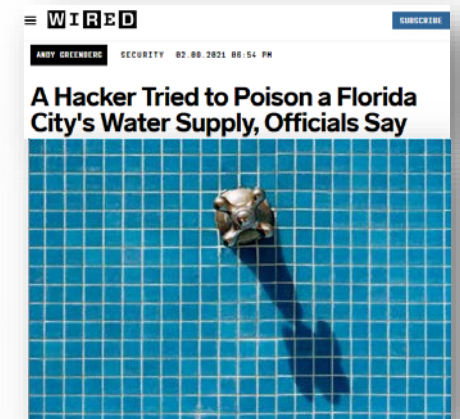 WIRED
SUBSCRIBE
ANDY GREENBERG SECURITY 02.08.2021 06:54 PM
A Hacker Tried to Poison a Florida
City's Water Supply, Officials Say